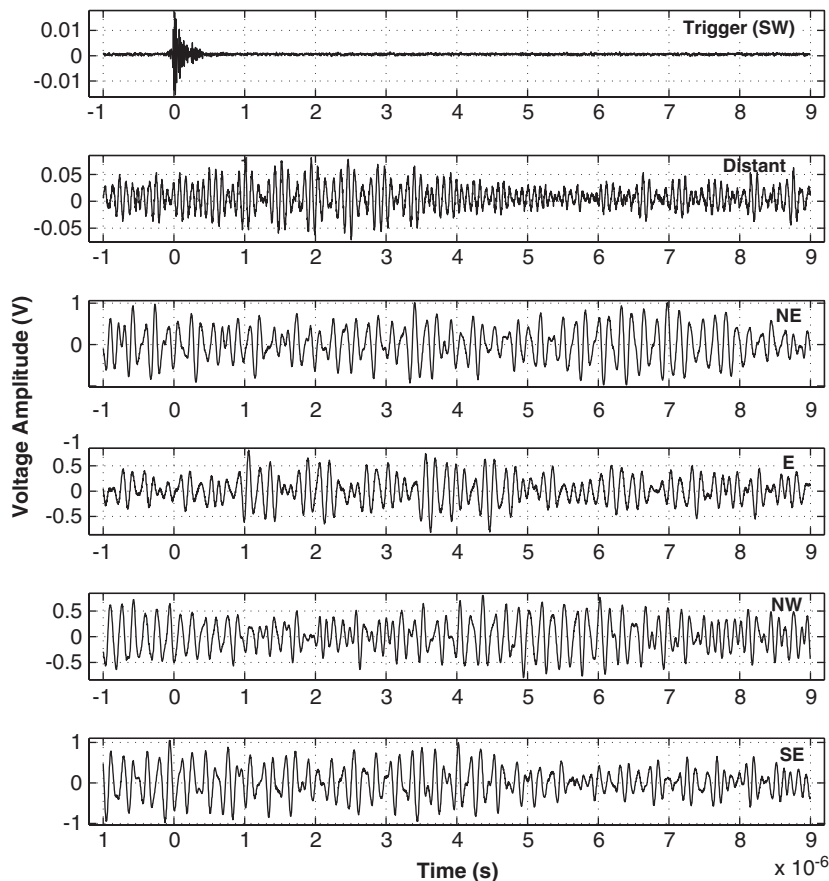 Trigger (SW)
0.01
0
-0.01
-1 0 1 2 3 4 5 6 7 8 9
Distant
0.05
0
-0.05
-1 0 1 2 3 4 5 6 7 8 9
NE
1
0
-1 0 1 2 3 4 5 6 7 8 9
-1
E
0.5
0
-0.5
-1 0 1 2 3 4 5 6 7 8 9
NW
0.5
0
-0.5
-1 0 1 2 3 4 5 6 7 8 9
SE
1
0
-1
1 0 1 2 3 4 5 6 7 8 9
Voltage Amplitude (V)
Time (s)
x 10-6